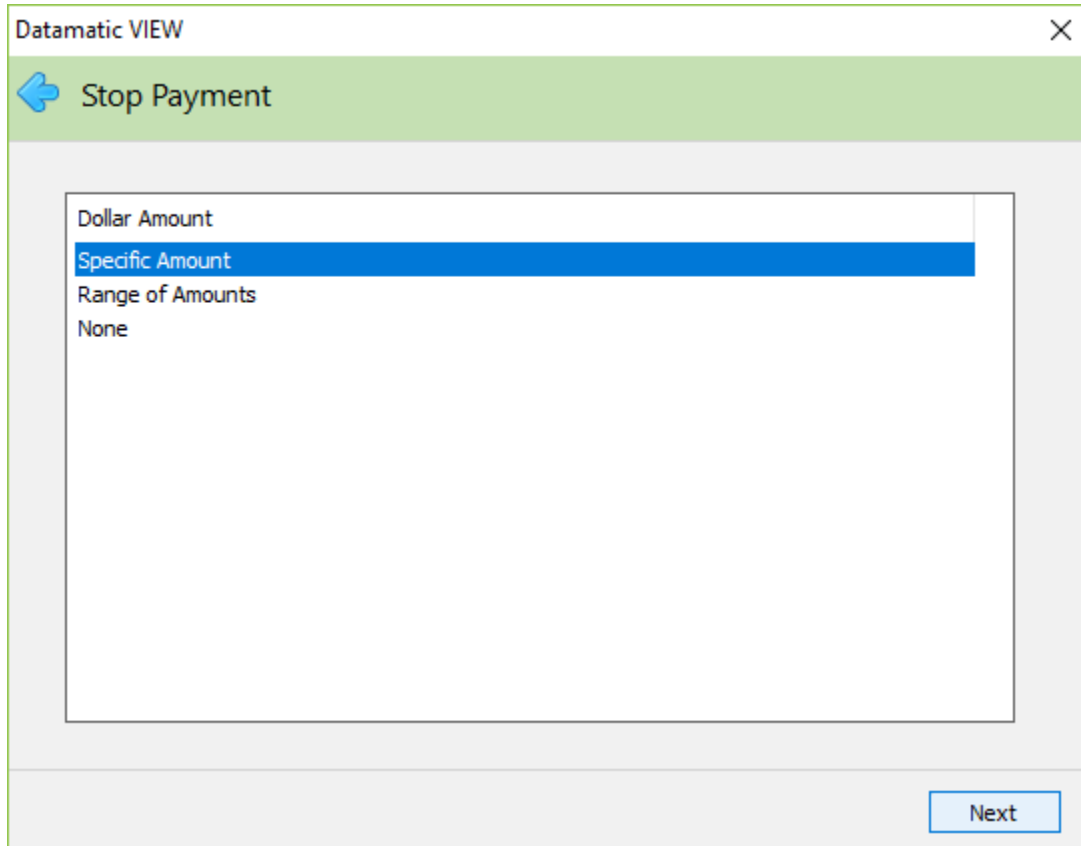 Datamatic VIEW
Stop Payment
Dollar Amount
Specific Amount
Range of Amounts
None
Next